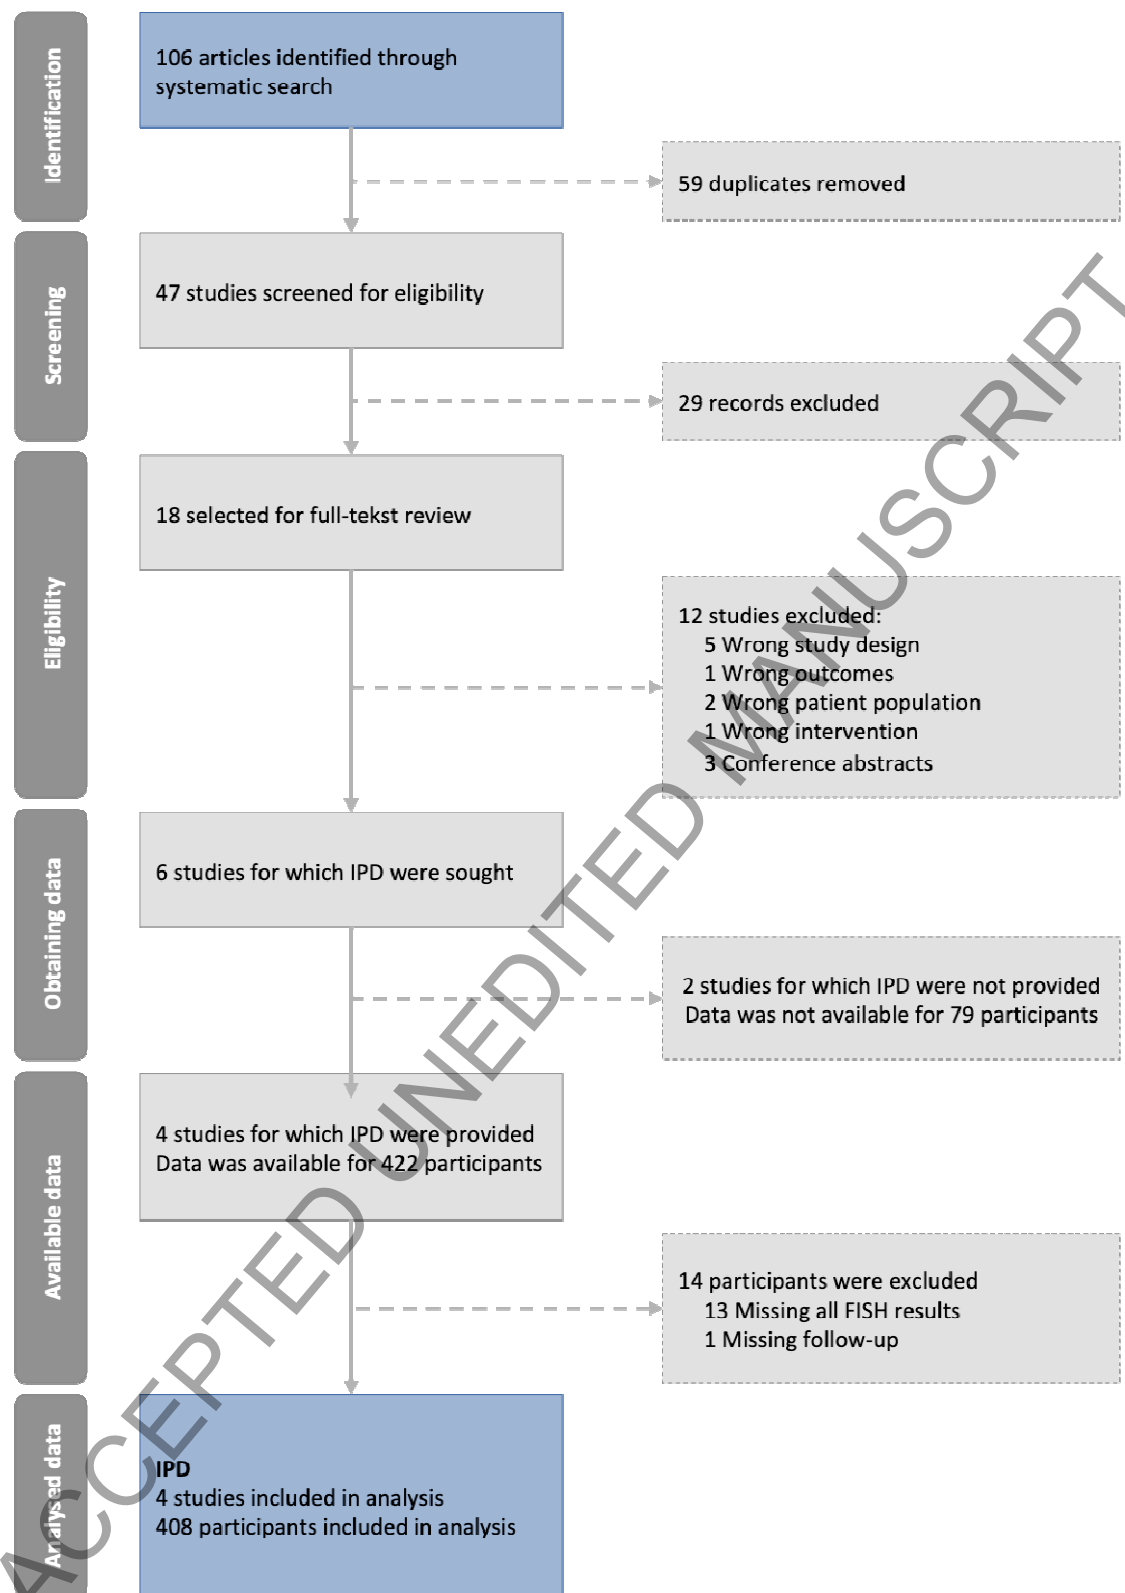 Identification
106 articles identified through
systematic search
59 duplicates removed
Screening
47 studies screened for eligibility
29 records excluded
Eligibility
18 selected for full-tekst review
12 studies excluded:
5 Wrong study design
1 Wrong outcomes
2 Wrong patient population
1 Wrong intervention
3 Conference abstracts
Obtaining data
6 studies for which IPD were sought
2 studies for which IPD were not provided
Data was not available for 79 participants
Available data
4 studies for which IPD were provided
Data was available for 422 participants
14 participants were excluded
13 Missing all FISH results
1 Missing follow-up
Analysed data
IPD
4 studies included in analysis
408 participants included in analysis
ACCEPTED UNEDITED MANUSCRIPT